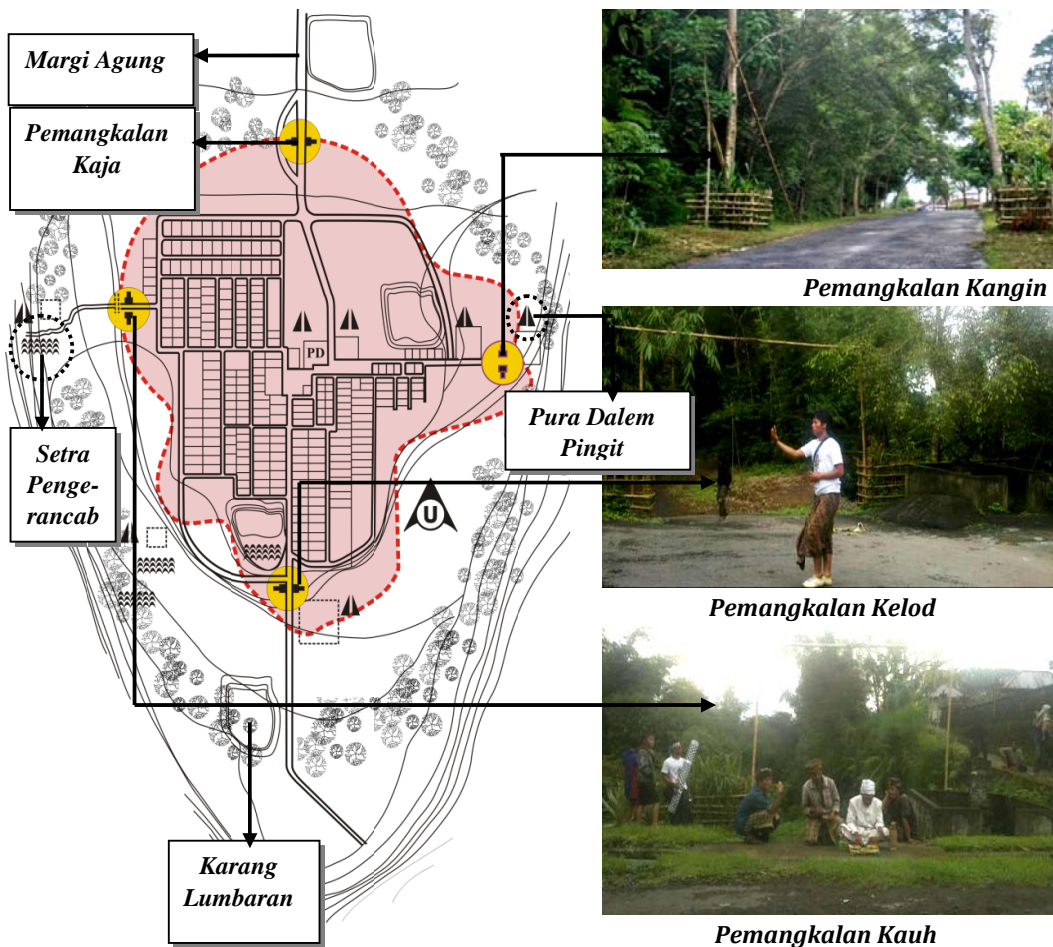 Margi Agung
Pemangkalan
Kaja
Pemangkalan Kangin
PD
Pura Dalem
Pingit
Setra
Penge-
rancab
U
Pemangkalan Kelod
Karang
Lumbaran
Pemangkalan Kauh